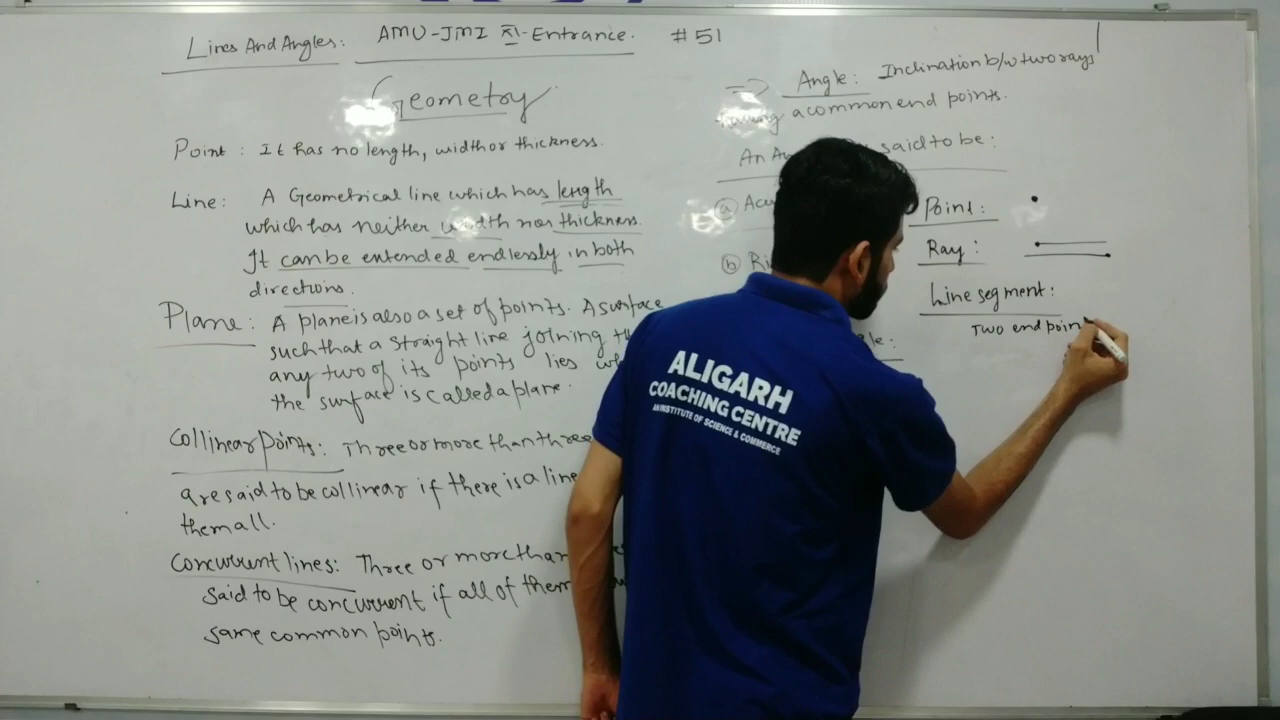 Lines And Angles: AMU-JMI XI-Entrance. #51
Geometry
Point: It has no length, width or thickness.
Line: A Geometrical line which has length
which has neither width nor thickness.
It can be entended endlessly in both
directions.
Plane: A plane is also a set of points. A surface
such that a straight line joining
any two of its points lies
the surface is called a plane.
Collinear points: Three or more than three
are said to be collinear if there is a line
them all.
Concurrent lines: Three or more than
said to be concurrent if all of them
same common points.
=> Angle: Inclination b/w two rays
having a common end points.
An said to be:
(a)
(b)
Point:
Ray:
Line segment:
Two end poin
ALIGARH
COACHING CENTRE
AN INSTITUTE OF SCIENCE & COMMERCE